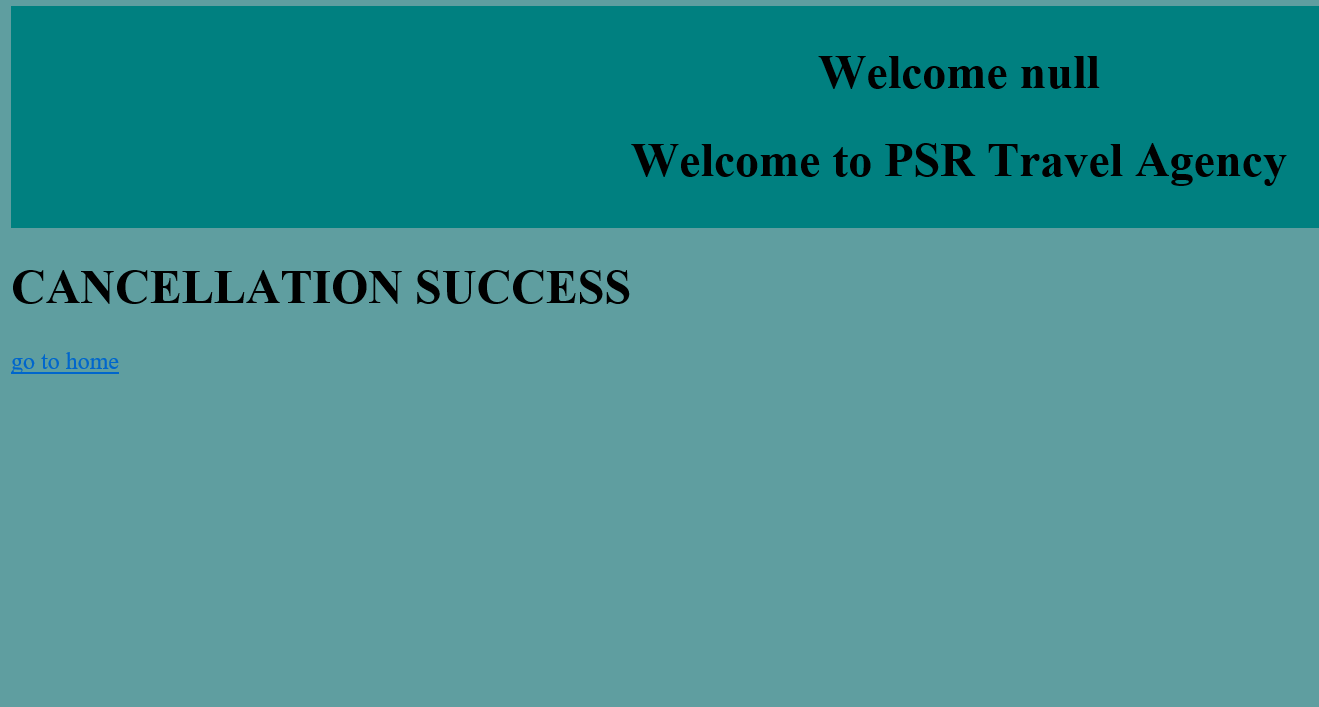 Welcome null
Welcome to PSR Travel Agency
CANCELLATION SUCCESS
go to home